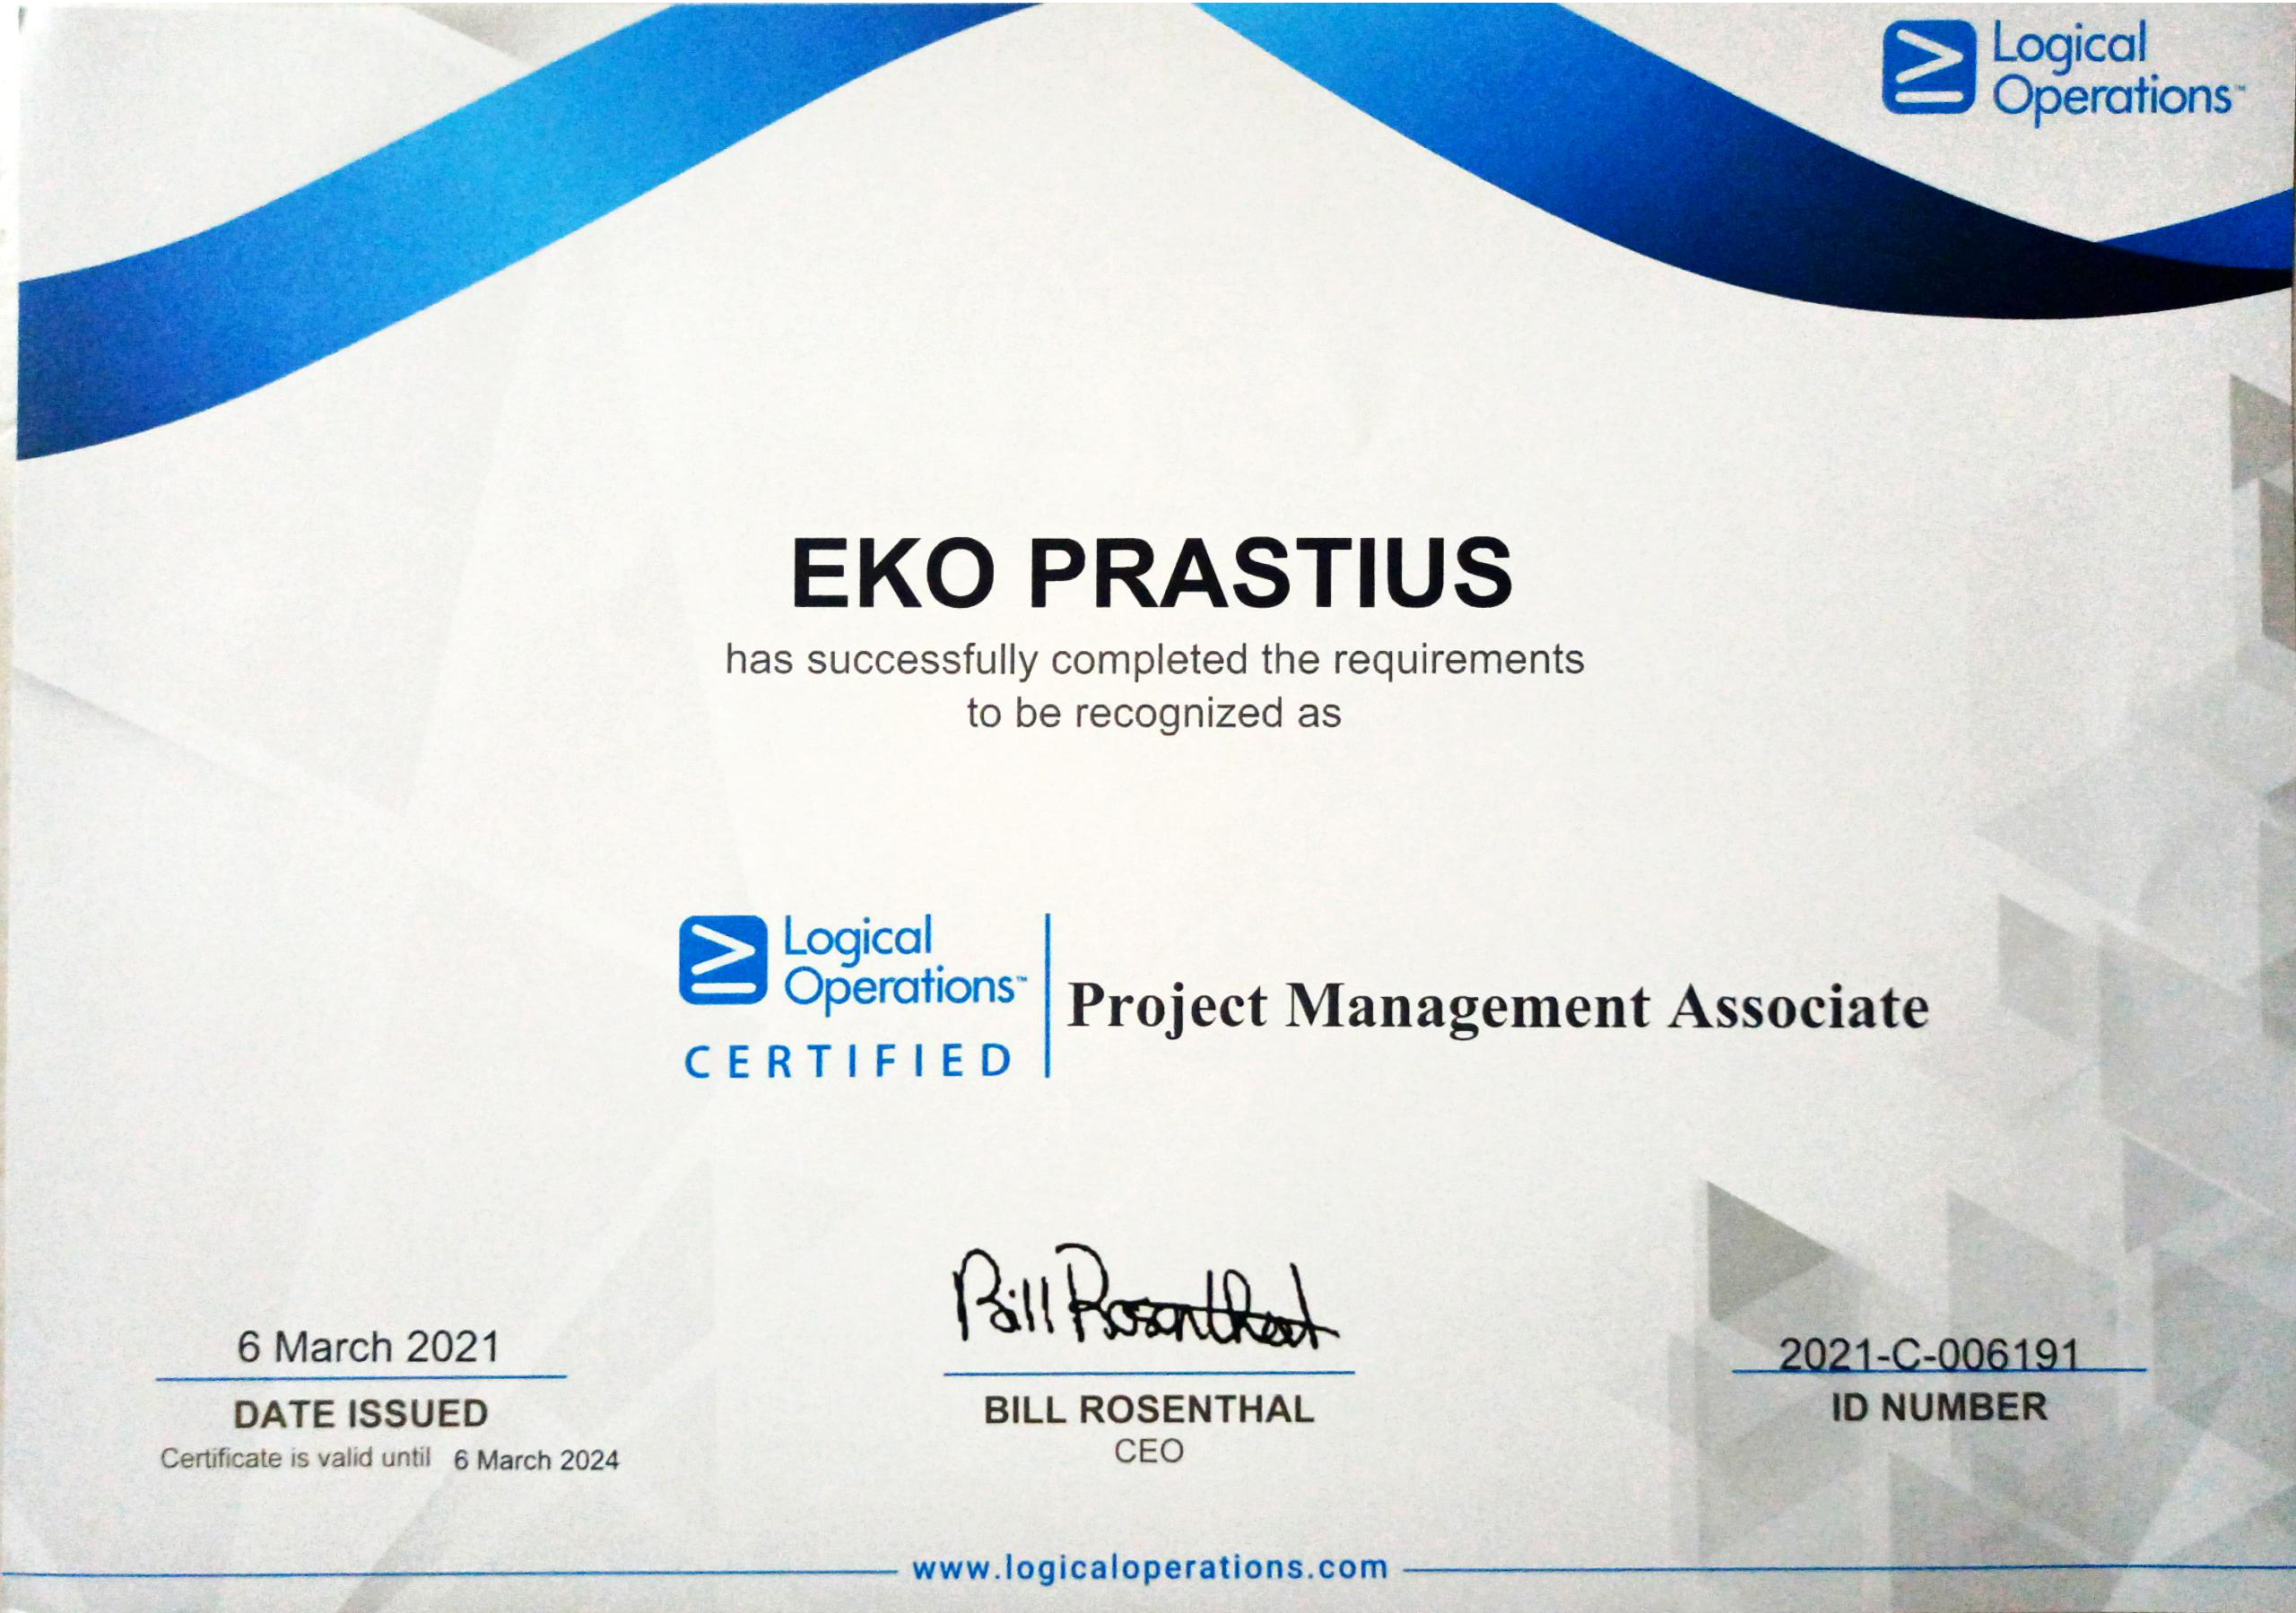 Logical
Operations™
EKO PRASTIUS
has successfully completed the requirements
to be recognized as
Logical
Operations™
CERTIFIED
Project Management Associate
Bill Rosenthal
6 March 2021
DATE ISSUED
Certificate is valid until 6 March 2024
BILL ROSENTHAL
CEO
2021-C-006191
ID NUMBER
www.logicaloperations.com